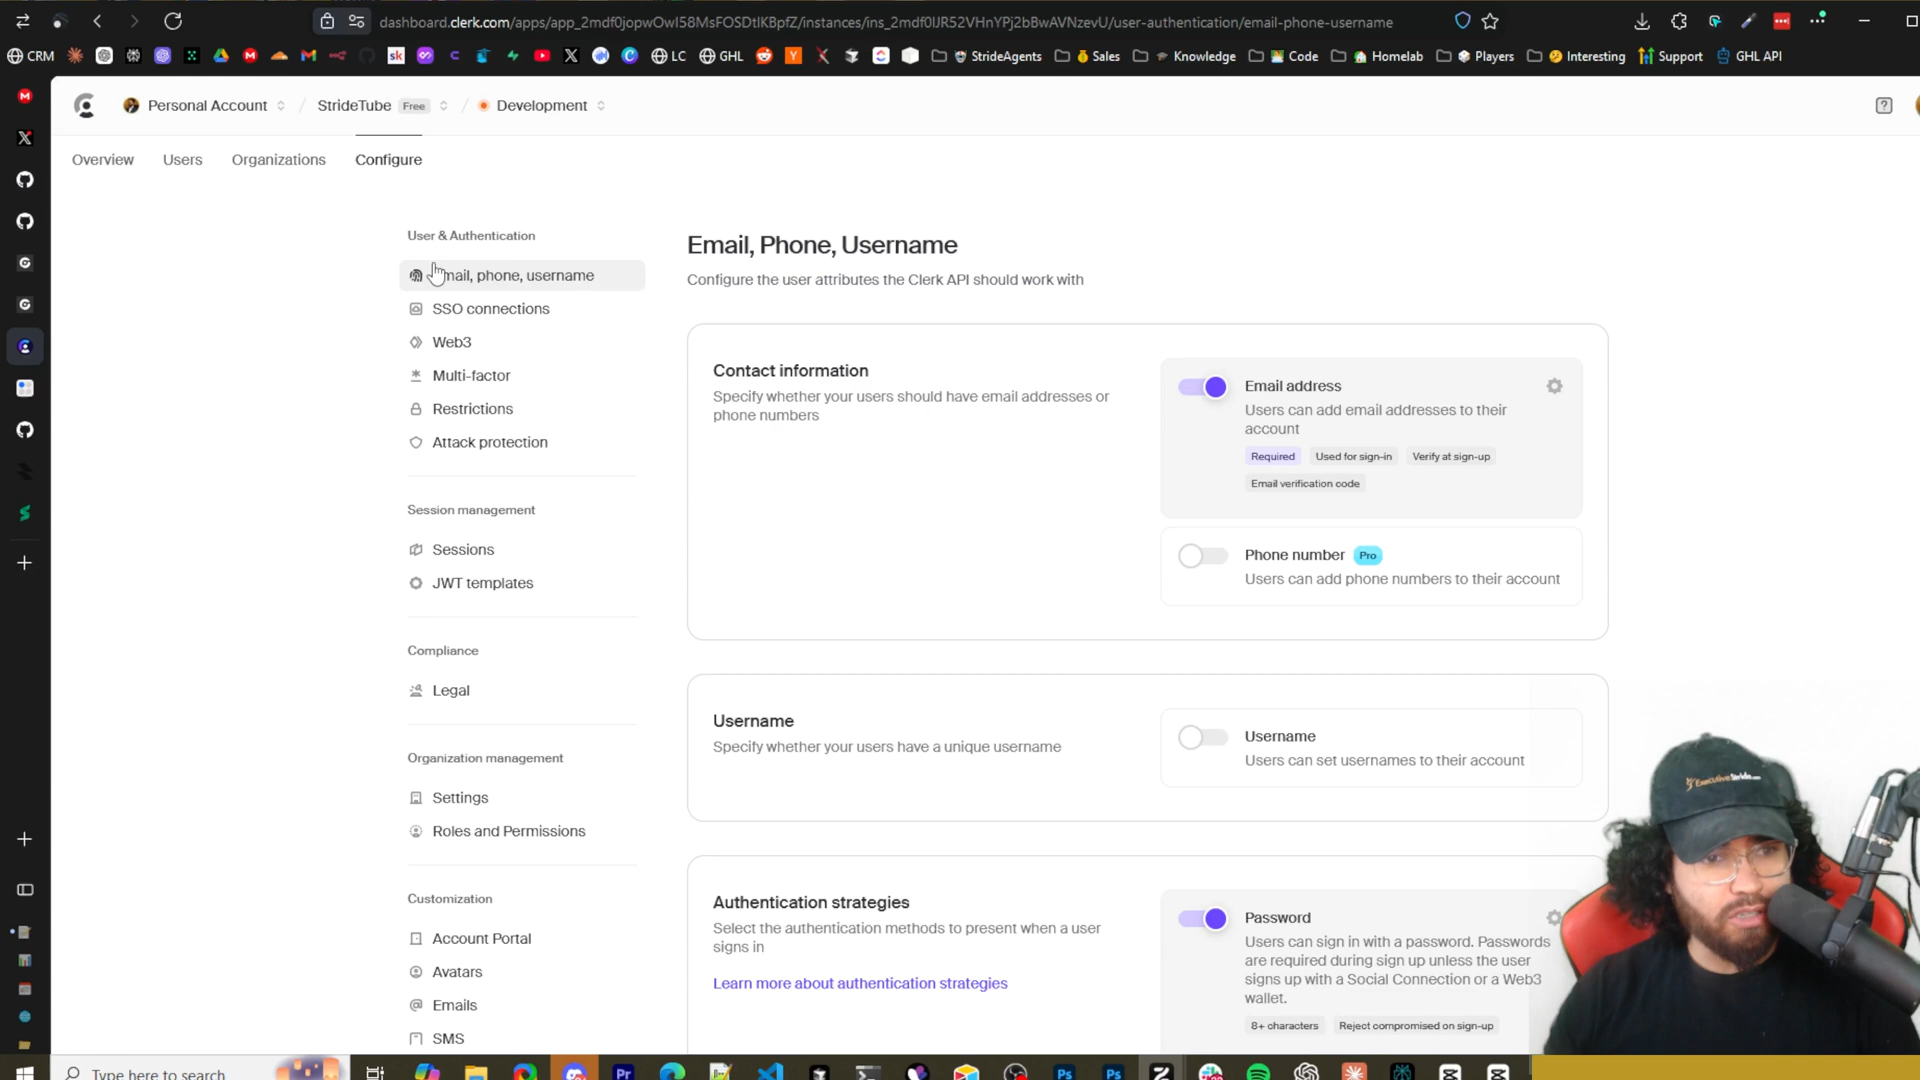 dashboard.clerk.com/apps/app_2mdf0jopwOwI58MsFOSDtIKBpfZ/instances/ins_2mdf0IJR52VHnYPj2bBwAVNzevU/user-authentication/email-phone-username
CRM LC GHL StrideAgents Sales Knowledge Code Homelab Players Interesting Support GHL API
Personal Account / StrideTube Free / Development
Overview Users Organizations Configure
User & Authentication
Email, phone, username
SSO connections
Web3
Multi-factor
Restrictions
Attack protection
Session management
Sessions
JWT templates
Compliance
Legal
Organization management
Settings
Roles and Permissions
Customization
Account Portal
Avatars
Emails
SMS
Email, Phone, Username
Configure the user attributes the Clerk API should work with
Contact information
Specify whether your users should have email addresses or
phone numbers
Email address
Users can add email addresses to their
account
Required Used for sign-in Verify at sign-up
Email verification code
Phone number Pro
Users can add phone numbers to their account
Username
Specify whether your users have a unique username
Username
Users can set usernames to their account
Authentication strategies
Select the authentication methods to present when a user
signs in
Learn more about authentication strategies
Password
Users can sign in with a password. Passwords
are required during sign up unless the user
signs up with a Social Connection or a Web3
wallet.
8+ characters Reject compromised on sign-up
ExecutiveStride.com
Type here to search